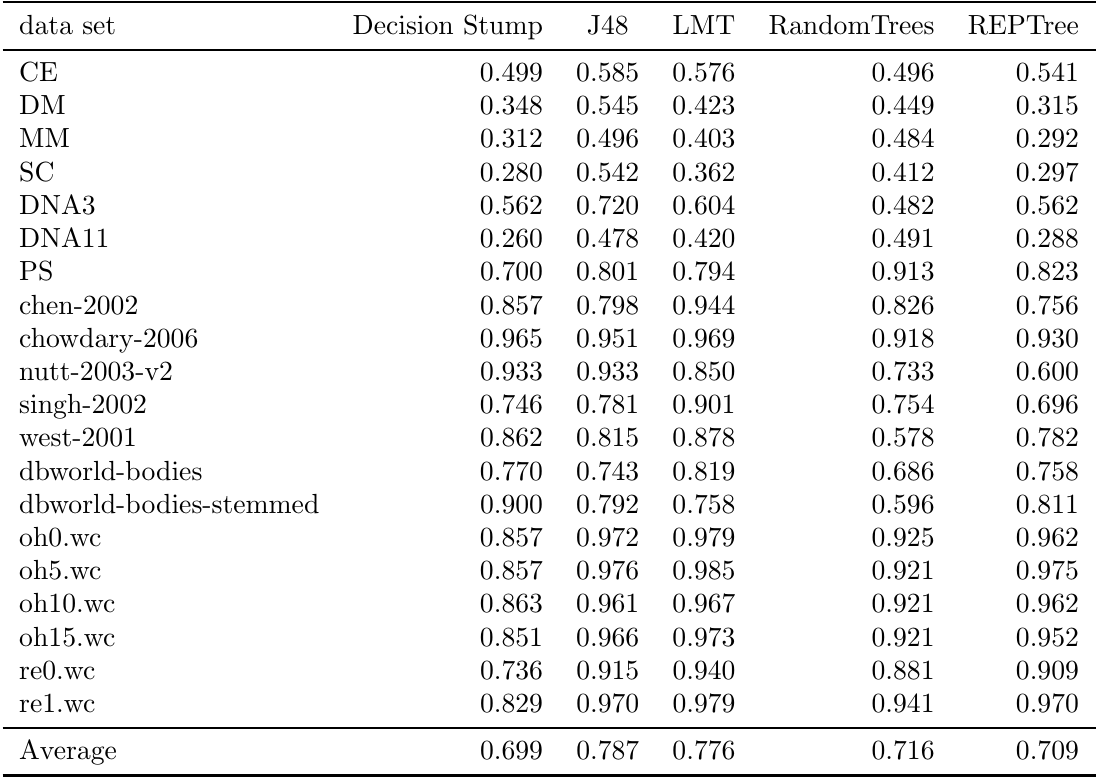 data set Decision Stump J48 LMT RandomTrees REPTree
CE 0.499 0.585 0.576 0.496 0.541
DM 0.348 0.545 0.423 0.449 0.315
MM 0.312 0.496 0.403 0.484 0.292
SC 0.280 0.542 0.362 0.412 0.297
DNA3 0.562 0.720 0.604 0.482 0.562
DNA11 0.260 0.478 0.420 0.491 0.288
PS 0.700 0.801 0.794 0.913 0.823
chen-2002 0.857 0.798 0.944 0.826 0.756
chowdary-2006 0.965 0.951 0.969 0.918 0.930
nutt-2003-v2 0.933 0.933 0.850 0.733 0.600
singh-2002 0.746 0.781 0.901 0.754 0.696
west-2001 0.862 0.815 0.878 0.578 0.782
dbworld-bodies 0.770 0.743 0.819 0.686 0.758
dbworld-bodies-stemmed 0.900 0.792 0.758 0.596 0.811
oh0.wc 0.857 0.972 0.979 0.925 0.962
oh5.wc 0.857 0.976 0.985 0.921 0.975
oh10.wc 0.863 0.961 0.967 0.921 0.962
oh15.wc 0.851 0.966 0.973 0.921 0.952
re0.wc 0.736 0.915 0.940 0.881 0.909
re1.wc 0.829 0.970 0.979 0.941 0.970
Average 0.699 0.787 0.776 0.716 0.709